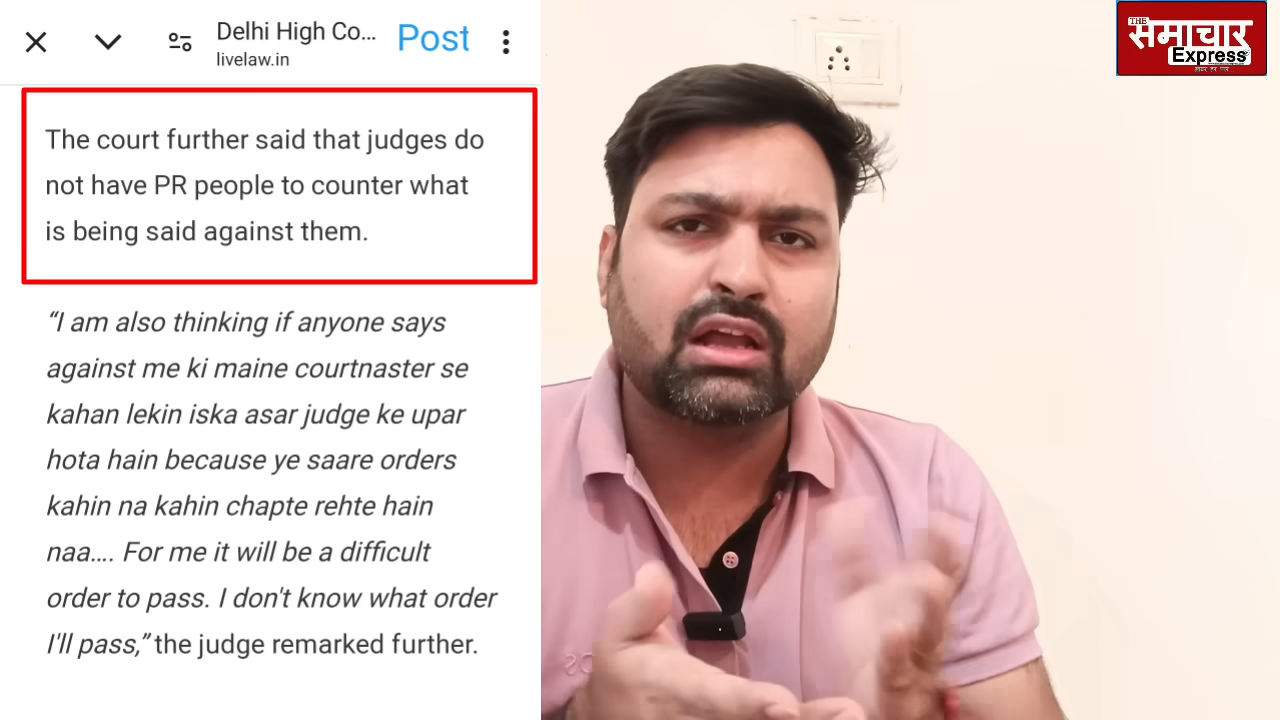 Delhi High Co...
livelaw.in
Post
The court further said that judges do
not have PR people to counter what
is being said against them.
“I am also thinking if anyone says
against me ki maine courtnaster se
kahan lekin iska asar judge ke upar
hota hain because ye saare orders
kahin na kahin chapte rehte hain
naa…. For me it will be a difficult
order to pass. I don't know what order
I'll pass,” the judge remarked further.
THE
समाचार
Express